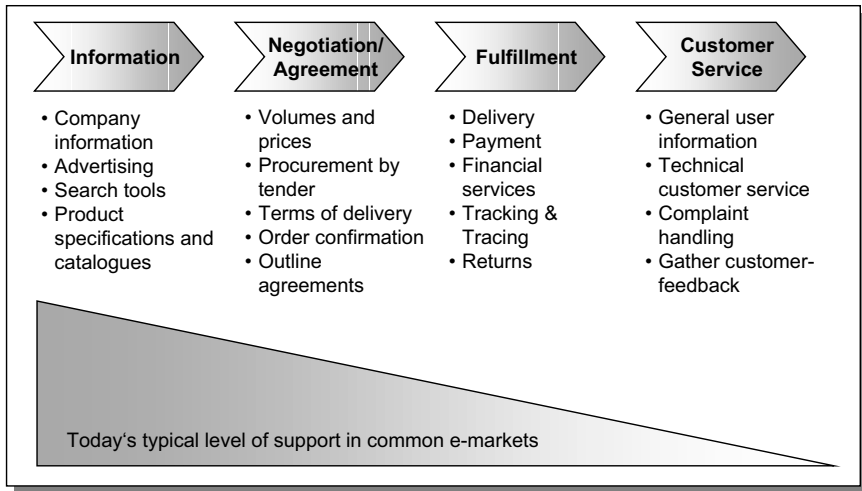 Information
• Company
information
• Advertising
• Search tools
• Product
specifications and
catalogues
Negotiation/
Agreement
• Volumes and
prices
• Procurement by
tender
• Terms of delivery
• Order confirmation
• Outline
agreements
Fulfillment
• Delivery
• Payment
• Financial
services
• Tracking &
Tracing
• Returns
Customer
Service
• General user
information
• Technical
customer service
• Complaint
handling
• Gather customer-
feedback
Today‘s typical level of support in common e-markets